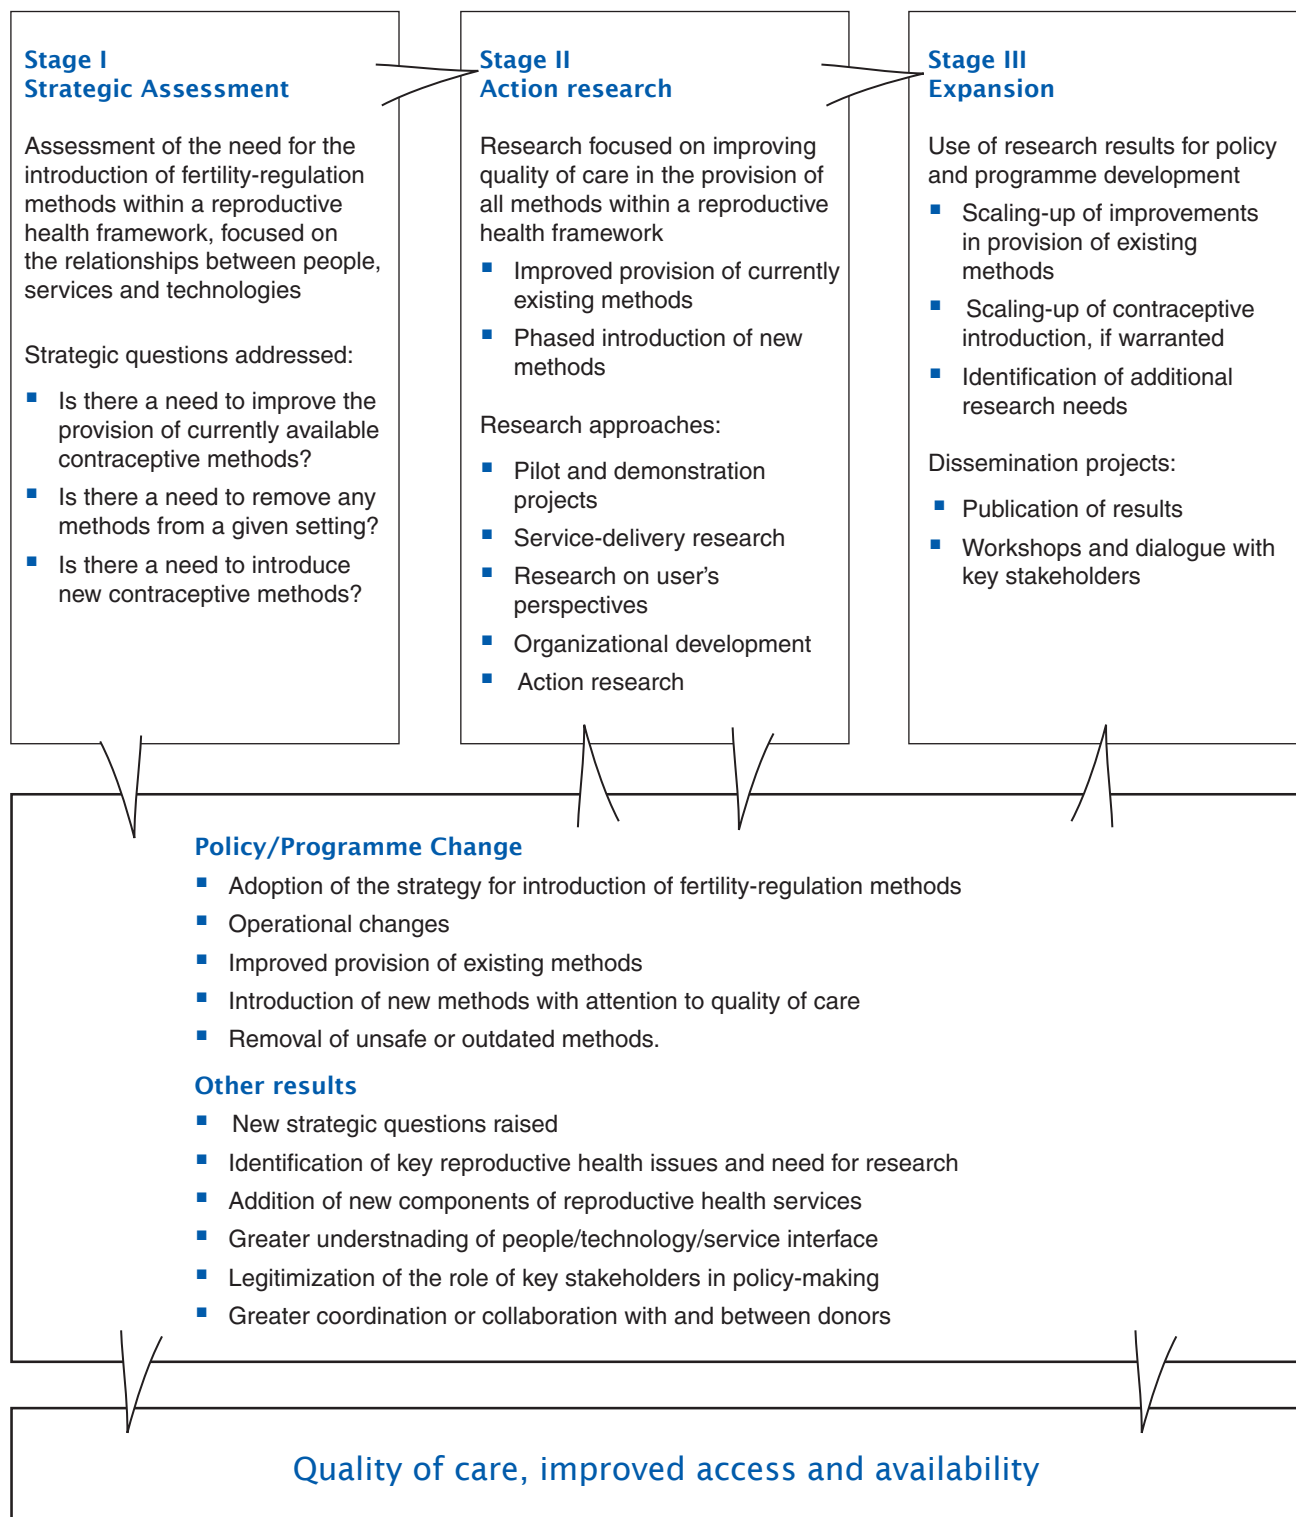 Stage I
Strategic Assessment
Assessment of the need for the
introduction of fertility-regulation
methods within a reproductive
health framework, focused on
the relationships between people,
services and technologies
Strategic questions addressed:
Is there a need to improve the
provision of currently available
contraceptive methods?
Is there a need to remove any
methods from a given setting?
Is there a need to introduce
new contraceptive methods?
Stage II
Action research
Research focused on improving
quality of care in the provision of
all methods within a reproductive
health framework
Improved provision of currently
existing methods
Phased introduction of new
methods
Research approaches:
Pilot and demonstration
projects
Service-delivery research
Research on user's
perspectives
Organizational development
Action research
Stage III
Expansion
Use of research results for policy
and programme development
Scaling-up of improvements
in provision of existing
methods
Scaling-up of contraceptive
introduction, if warranted
Identification of additional
research needs
Dissemination projects:
Publication of results
Workshops and dialogue with
key stakeholders
Policy/Programme Change
Adoption of the strategy for introduction of fertility-regulation methods
Operational changes
Improved provision of existing methods
Introduction of new methods with attention to quality of care
Removal of unsafe or outdated methods.
Other results
New strategic questions raised
Identification of key reproductive health issues and need for research
Addition of new components of reproductive health services
Greater understnading of people/technology/service interface
Legitimization of the role of key stakeholders in policy-making
Greater coordination or collaboration with and between donors
Quality of care, improved access and availability